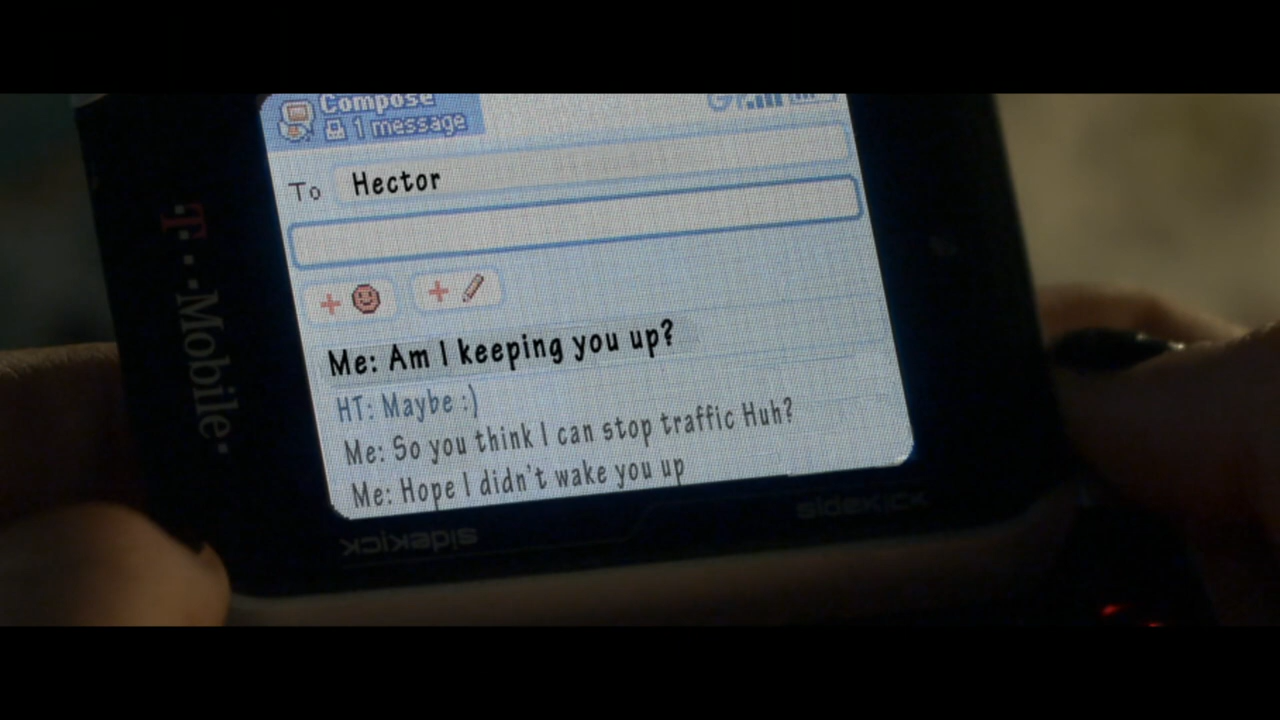 Compose
1 message
To Hector
Me: Am I keeping you up?
HT: Maybe :)
Me: So you think I can stop traffic Huh?
Me: Hope I didn't wake you up
T··Mobile·
sidekick
sidekick